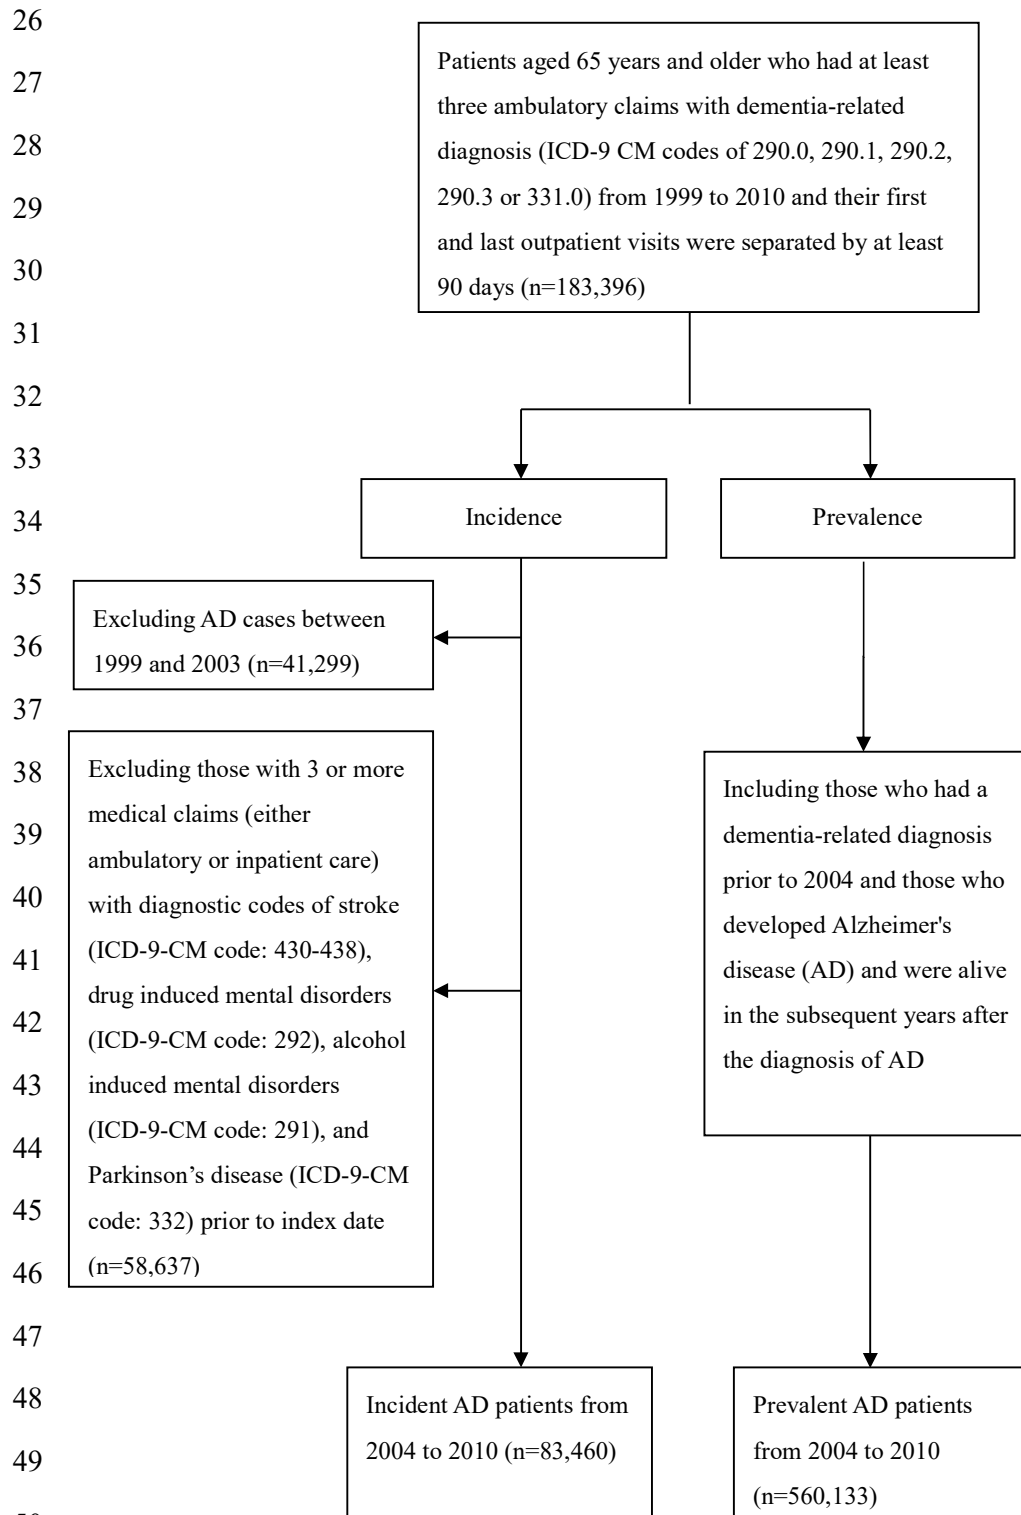 26
27
28
29
30
31
32
33
34
35
36
37
38
39
40
41
42
43
44
45
46
47
48
49
Patients aged 65 years and older who had at least
three ambulatory claims with dementia-related
diagnosis (ICD-9 CM codes of 290.0, 290.1, 290.2,
290.3 or 331.0) from 1999 to 2010 and their first
and last outpatient visits were separated by at least
90 days (n=183,396)
Incidence
Prevalence
Excluding AD cases between
1999 and 2003 (n=41,299)
Excluding those with 3 or more
medical claims (either
ambulatory or inpatient care)
with diagnostic codes of stroke
(ICD-9-CM code: 430-438),
drug induced mental disorders
(ICD-9-CM code: 292), alcohol
induced mental disorders
(ICD-9-CM code: 291), and
Parkinson’s disease (ICD-9-CM
code: 332) prior to index date
(n=58,637)
Including those who had a
dementia-related diagnosis
prior to 2004 and those who
developed Alzheimer's
disease (AD) and were alive
in the subsequent years after
the diagnosis of AD
Incident AD patients from
2004 to 2010 (n=83,460)
Prevalent AD patients
from 2004 to 2010
(n=560,133)